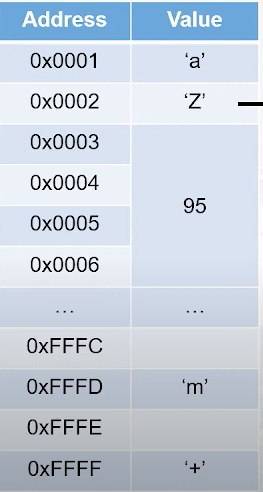 Address Value
0x0001 ‘a’
0x0002 ‘Z’
0x0003
0x0004
95
0x0005
0x0006
... ...
0xFFFC
0xFFFD ‘m’
0xFFFE
0xFFFF ‘+’